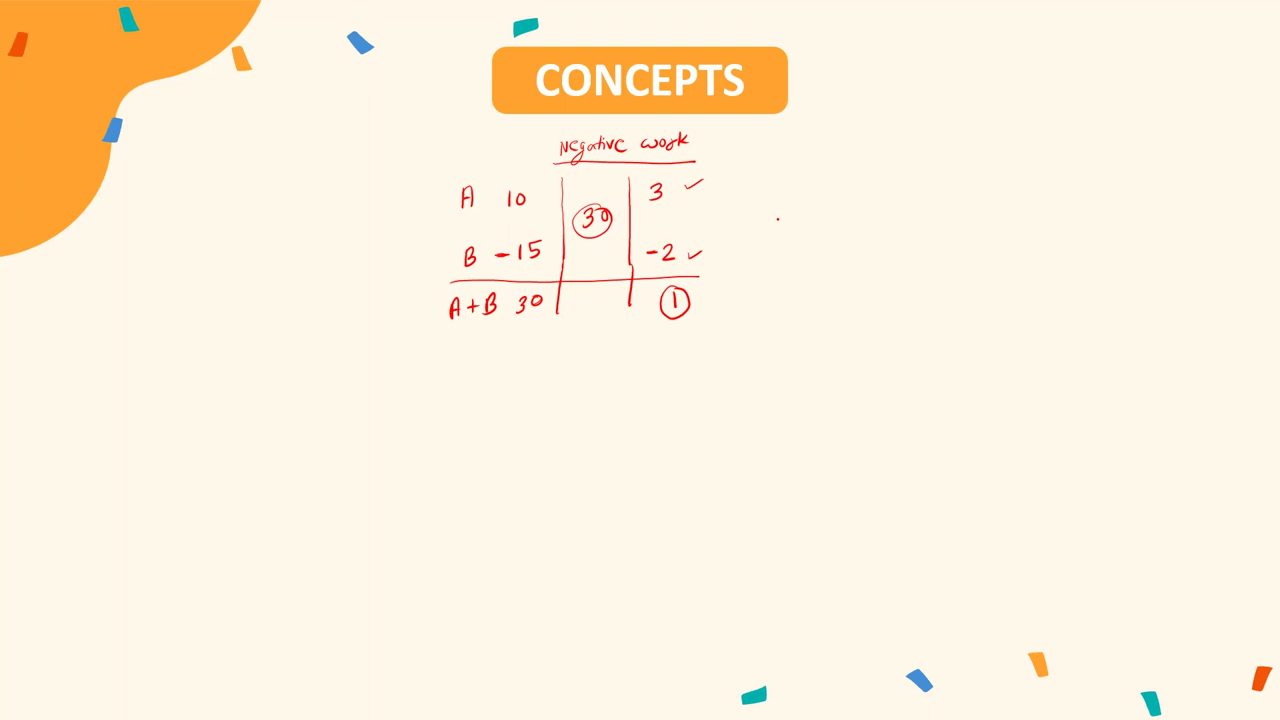 CONCEPTS
Negative work
A 10 30 3 ✓
B -15 -2 ✓
A+B 30 1